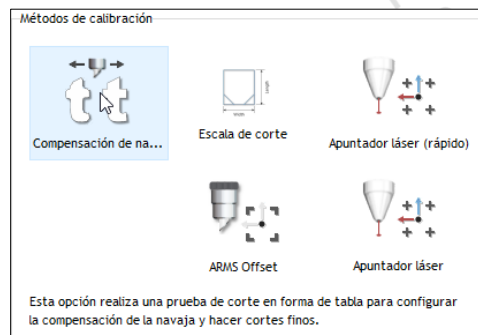 Métodos de calibración
Compensación de na...
Escala de corte
Apuntador láser (rápido)
ARMS Offset
Apuntador láser
Esta opción realiza una prueba de corte en forma de tabla para configurar
la compensación de la navaja y hacer cortes finos.